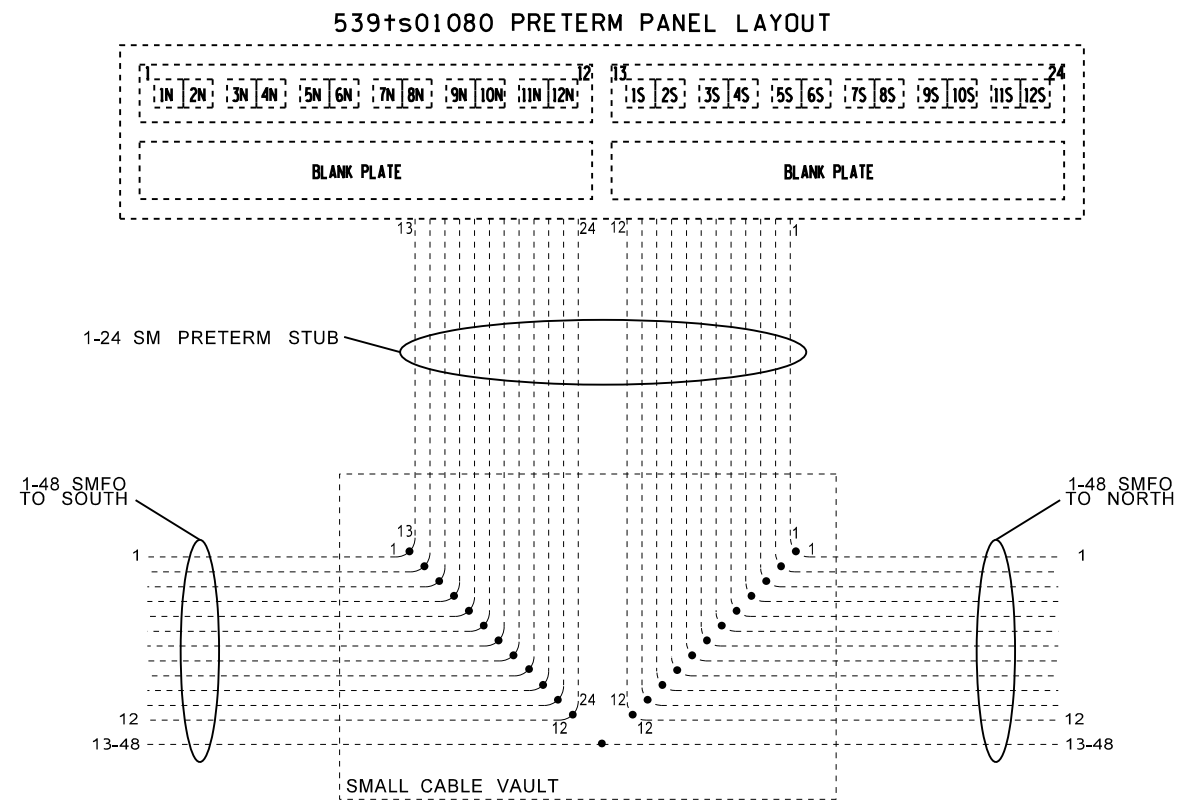 539ts01080 PRETERM PANEL LAYOUT
1 12 13 24
1N 2N 3N 4N 5N 6N 7N 8N 9N 10N 11N 12N 1S 2S 3S 4S 5S 6S 7S 8S 9S 10S 11S 12S
BLANK PLATE BLANK PLATE
13 24 12 1
1-24 SM PRETERM STUB
1-48 SMFO
TO SOUTH
1-48 SMFO
TO NORTH
13 1
1 1 1 1
24 12
12 12 12 12
13-48 13-48
SMALL CABLE VAULT